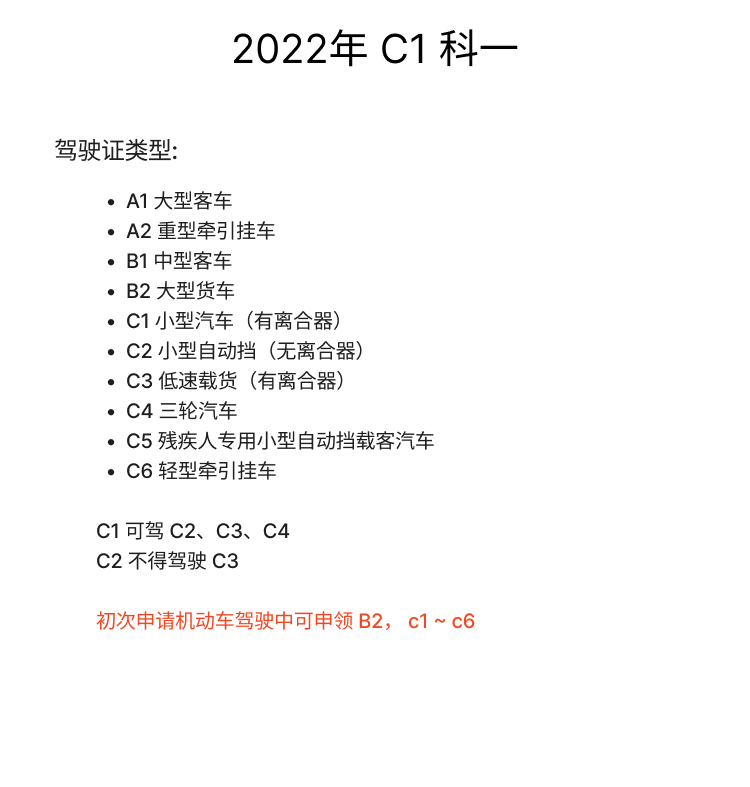 2022年 C1 科一
驾驶证类型:
• A1 大型客车
• A2 重型牵引挂车
• B1 中型客车
• B2 大型货车
• C1 小型汽车（有离合器）
• C2 小型自动挡（无离合器）
• C3 低速载货（有离合器）
• C4 三轮汽车
• C5 残疾人专用小型自动挡载客汽车
• C6 轻型牵引挂车
C1 可驾 C2、C3、C4
C2 不得驾驶 C3
初次申请机动车驾驶中可申领 B2， c1 ~ c6